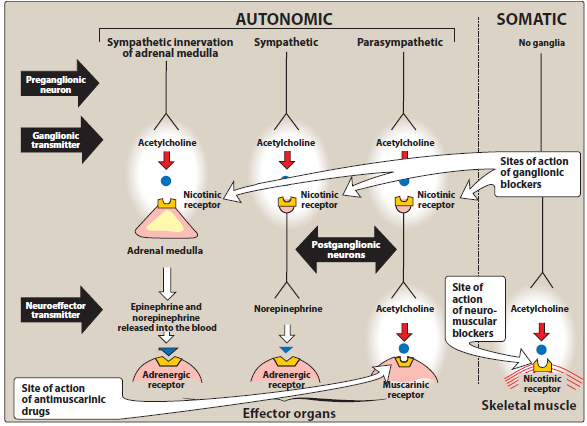 AUTONOMIC
SOMATIC
Sympathetic innervation
of adrenal medulla
Sympathetic
Parasympathetic
No ganglia
Preganglionic
neuron
Ganglionic
transmitter
Acetylcholine
Acetylcholine
Acetylcholine
Sites of action
of ganglionic
blockers
Nicotinic
receptor
Nicotinic
receptor
Nicotinic
receptor
Adrenal medulla
Postganglionic
neurons
Neuroeffector
transmitter
Epinephrine and
norepinephrine
released into the blood
Norepinephrine
Acetylcholine
Site of
action
of neuro-
muscular
blockers
Acetylcholine
Adrenergic
receptor
Adrenergic
receptor
Muscarinic
receptor
Nicotinic
receptor
Site of action
of antimuscarinic
drugs
Effector organs
Skeletal muscle